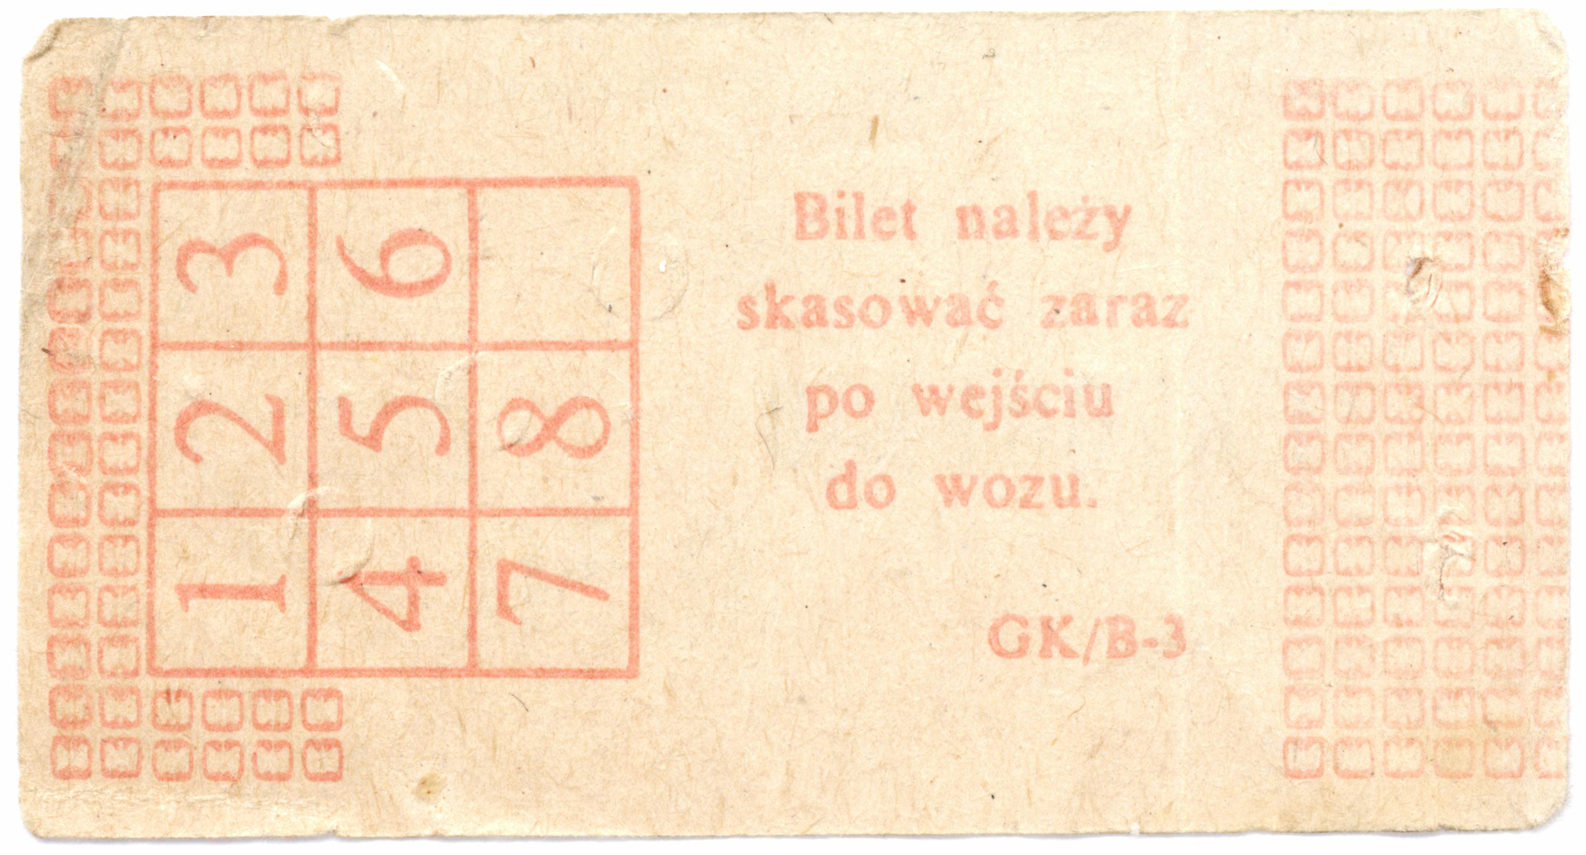 3 6
2 5 8
1 4 7
Bilet należy
skasować zaraz
po wejściu
do wozu.
GK/B-3